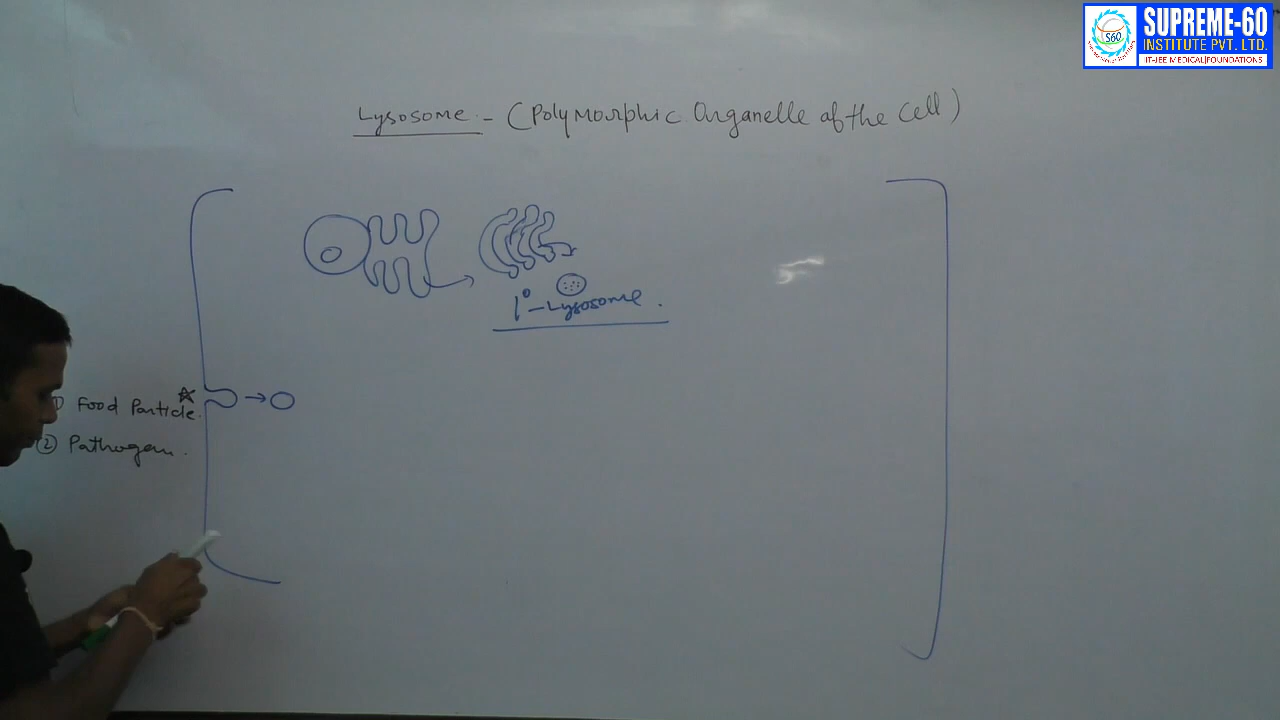 SUPREME-60
INSTITUTE PVT. LTD.
IIT-JEE MEDICAL|FOUNDATIONS
S60
Lysosome - (Polymorphic Organelle of the Cell)
1° - Lysosome.
① Food Particle.
② Pathogen.